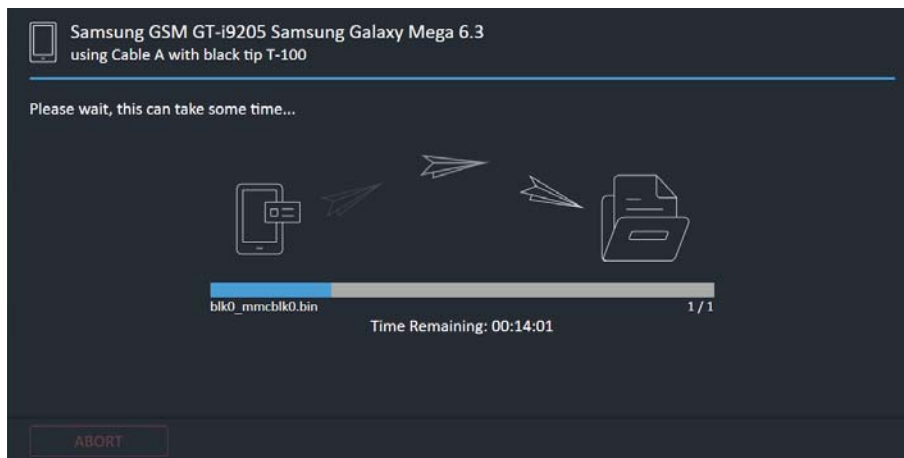 Samsung GSM GT-i9205 Samsung Galaxy Mega 6.3
using Cable A with black tip T-100
Please wait, this can take some time...
blk0_mmcblk0.bin
1 / 1
Time Remaining: 00:14:01
ABORT